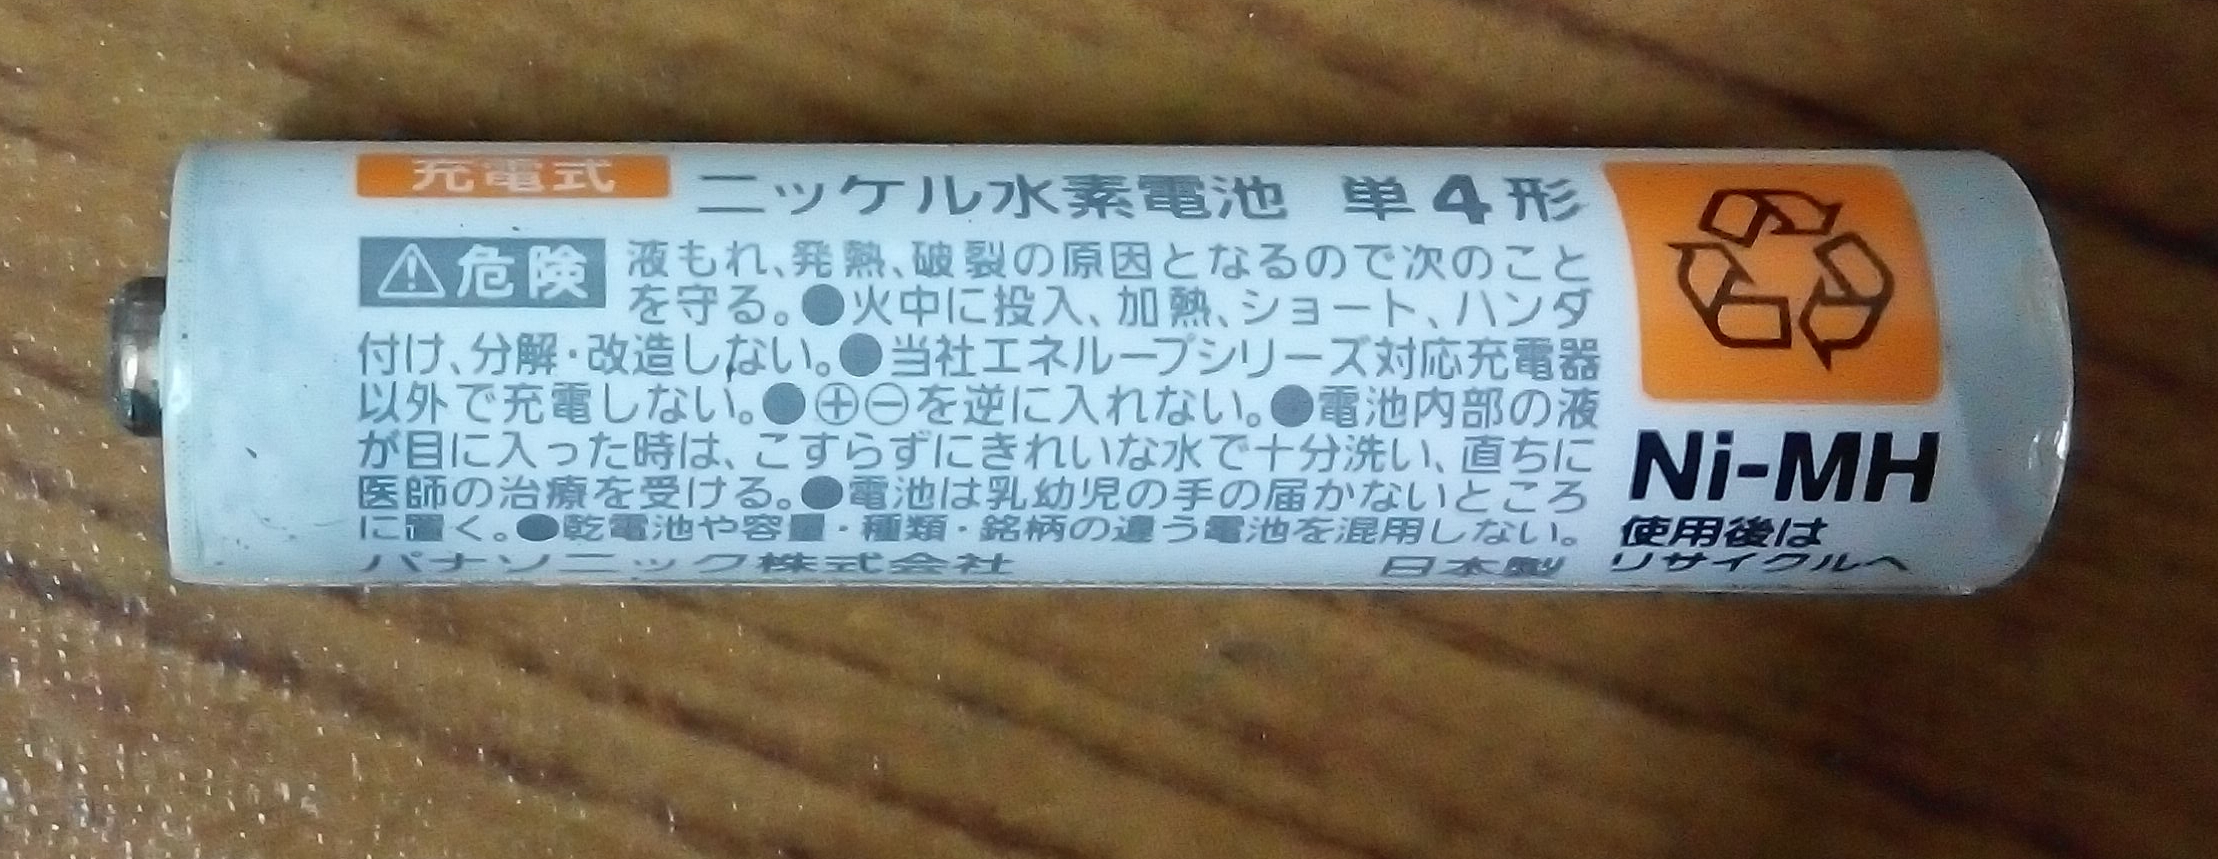 充電式 ニッケル水素電池 単4形
⚠危険 液もれ、発熱、破裂の原因となるので次のこと
を守る。●火中に投入、加熱、ショート、ハンダ
付け、分解・改造しない。●当社エネループシリーズ対応充電器
以外で充電しない。●⊕⊖を逆に入れない。●電池内部の液
が目に入った時は、こすらずにきれいな水で十分洗い、直ちに
医師の治療を受ける。●電池は乳幼児の手の届かないところ
に置く。●乾電池や容量・種類・銘柄の違う電池を混用しない。
パナソニック株式会社 日本製
Ni-MH
使用後は
リサイクルへ